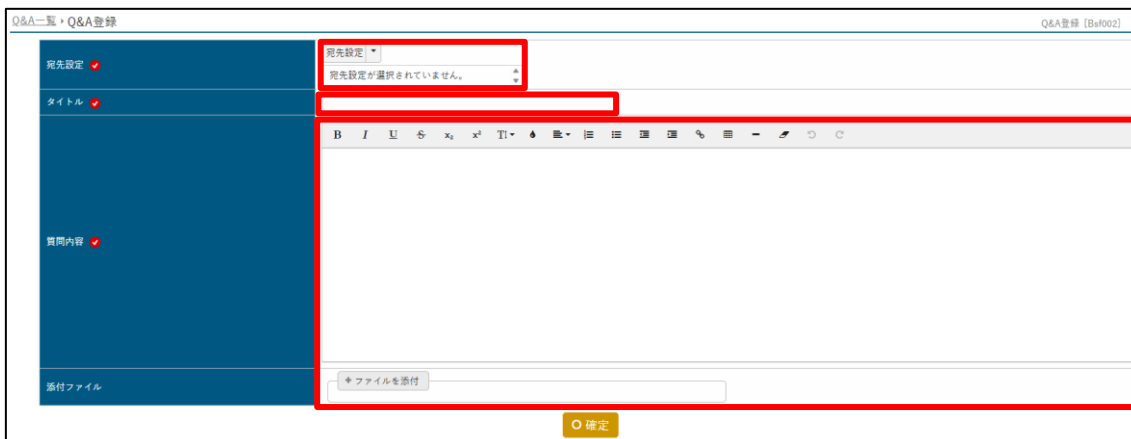 Q&A一覧 › Q&A登録
Q&A登録 [Bsf002]
宛先設定
宛先設定
宛先設定が選択されていません。
タイトル
B I U S x₂ x² T!
質問内容
添付ファイル
+ ファイルを添付
確定